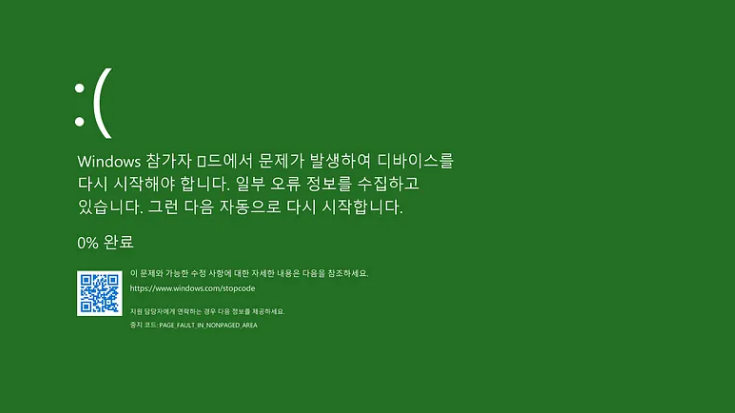 :(
Windows 참가자 □드에서 문제가 발생하여 디바이스를
다시 시작해야 합니다. 일부 오류 정보를 수집하고
있습니다. 그런 다음 자동으로 다시 시작합니다.
0% 완료
이 문제와 가능한 수정 사항에 대한 자세한 내용은 다음을 참조하세요.
https://www.windows.com/stopcode
지원 담당자에게 연락하는 경우 다음 정보를 제공하세요.
중지 코드: PAGE_FAULT_IN_NONPAGED_AREA